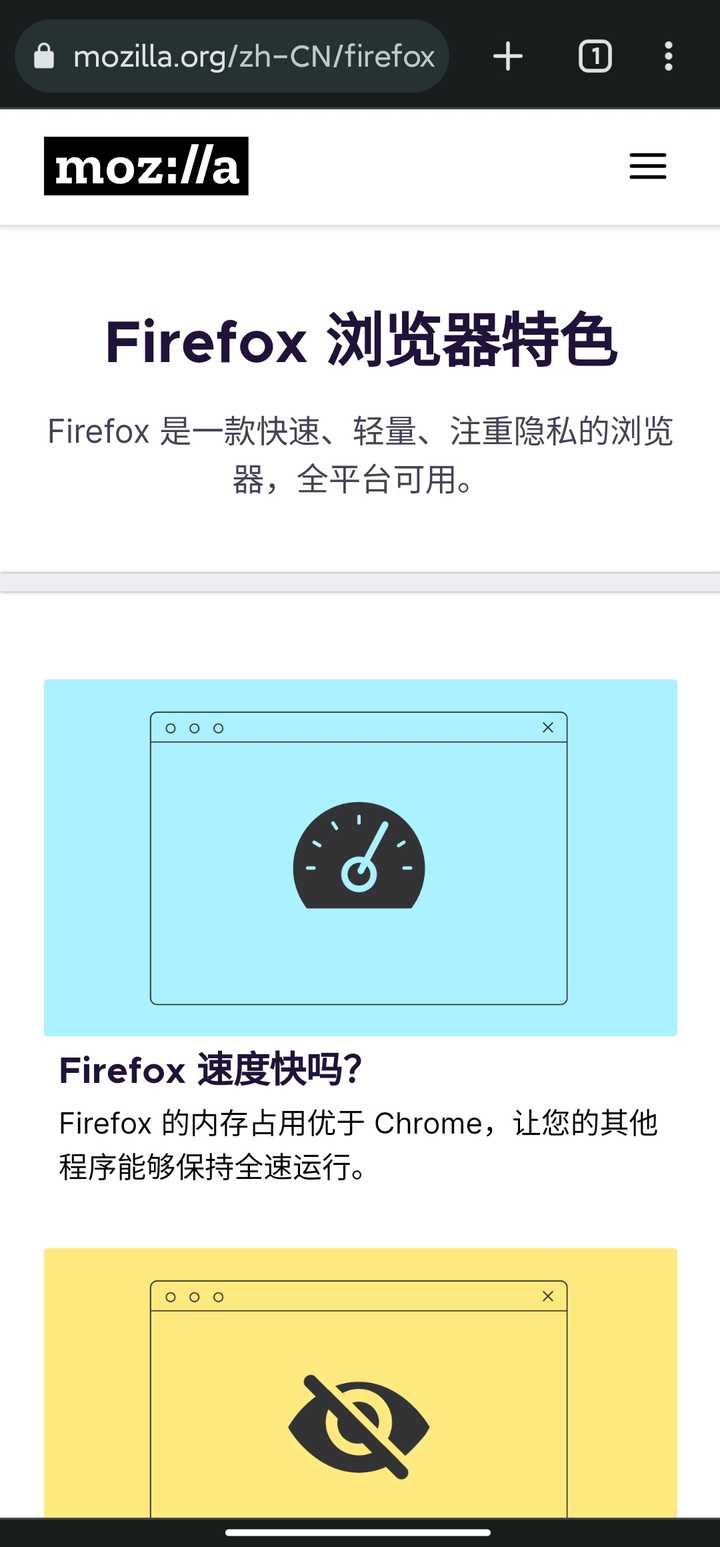 mozilla.org/zh-CN/firefox
1
moz://a
Firefox 浏览器特色
Firefox 是一款快速、轻量、注重隐私的浏览
器，全平台可用。
Firefox 速度快吗？
Firefox 的内存占用优于 Chrome，让您的其他
程序能够保持全速运行。